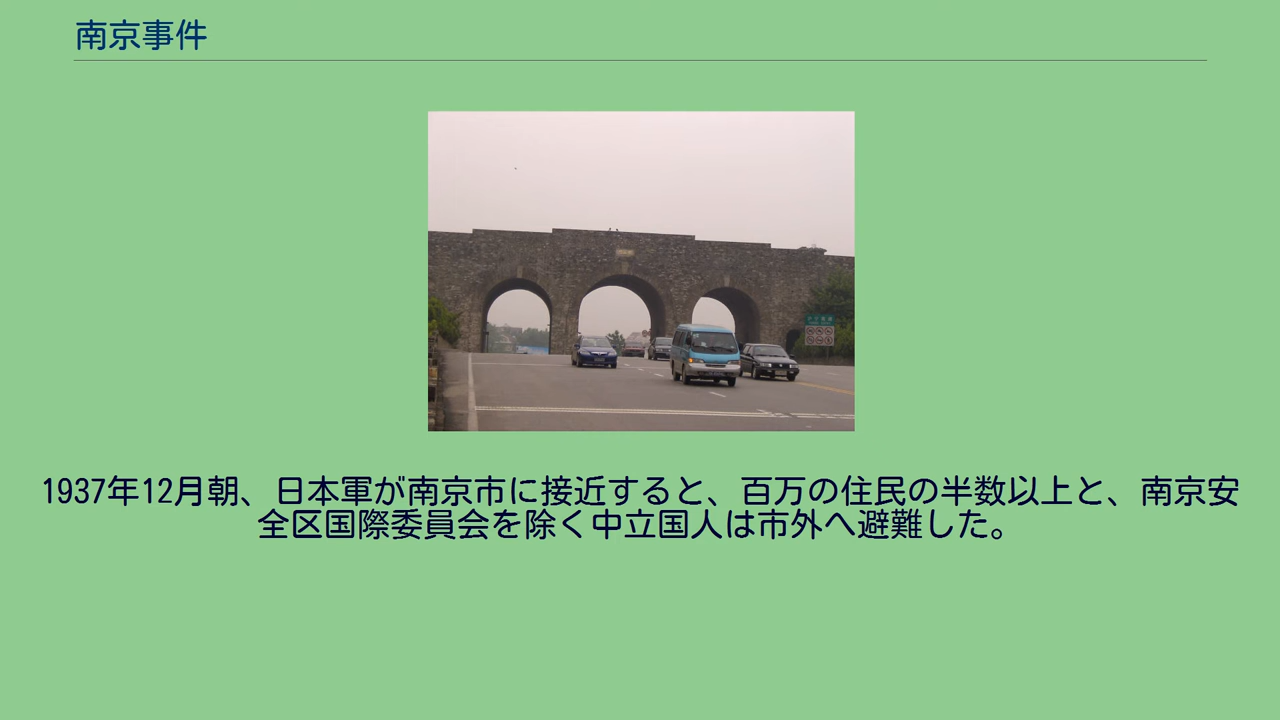 南京事件
1937年12月朝、日本軍が南京市に接近すると、百万の住民の半数以上と、南京安
全区国際委員会を除く中立国人は市外へ避難した。